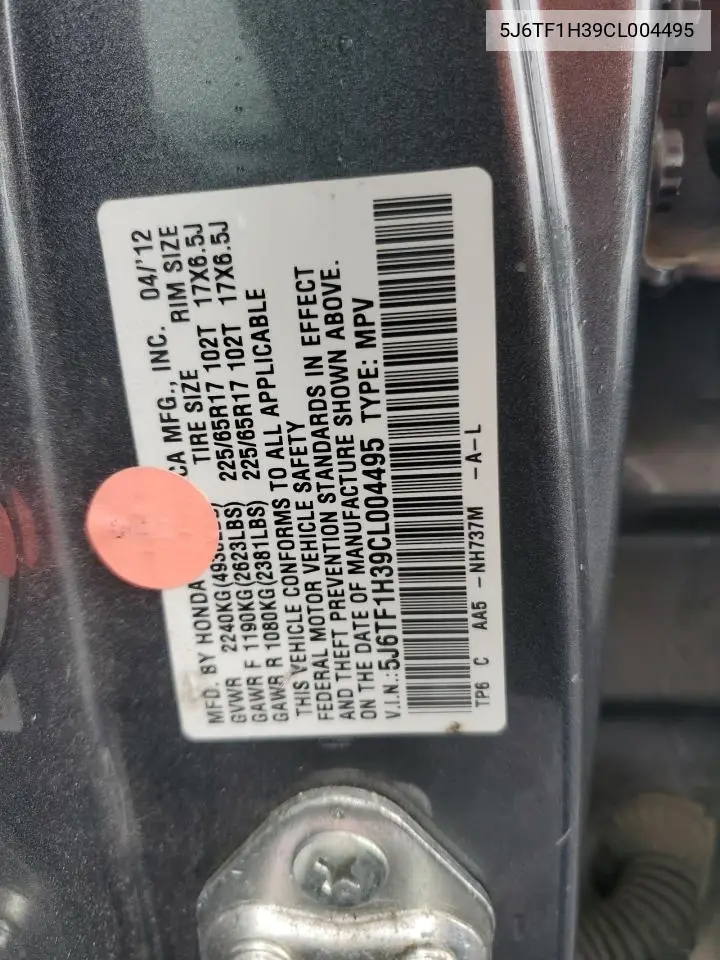 5J6TF1H39CL004495
MFD. BY HONDA CA MFG., INC. 04/'12
TIRE SIZE RIM SIZE
GVWR 2240KG 225/65R17 102T 17X6.5J
GAWR F 1190KG(2623LBS) 225/65R17 102T 17X6.5J
GAWR R 1080KG(2381LBS)
THIS VEHICLE CONFORMS TO ALL APPLICABLE
FEDERAL MOTOR VEHICLE SAFETY
AND THEFT PREVENTION STANDARDS IN EFFECT
ON THE DATE OF MANUFACTURE SHOWN ABOVE.
V.I.N.:5J6TF1H39CL004495 TYPE: MPV
TP6 C AA5 -NH737M -A-L